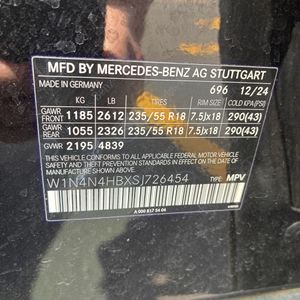 MFD BY MERCEDES-BENZ AG STUTTGART
W.GERMANY 696 12/24
KG LB TIRES RIM SIZE COLD KPA(PSI)
GAWR FRONT 1185 2612 235/55 R18 7.5Jx18 290(43)
GAWR REAR 1055 2326 235/55 R18 7.5Jx18 290(43)
GVWR 2195 4839
THIS VEHICLE CONFORMS TO ALL APPLICABLE U.S. FEDERAL MOTOR
VEHICLE SAFETY, BUMPER, AND THEFT PREVENTION STANDARDS IN
EFFECT ON THE DATE OF MANUFACTURE SHOWN ABOVE.
W1N4N4HBXSJ726454 TYPE: MPV
A 000 817 54 04